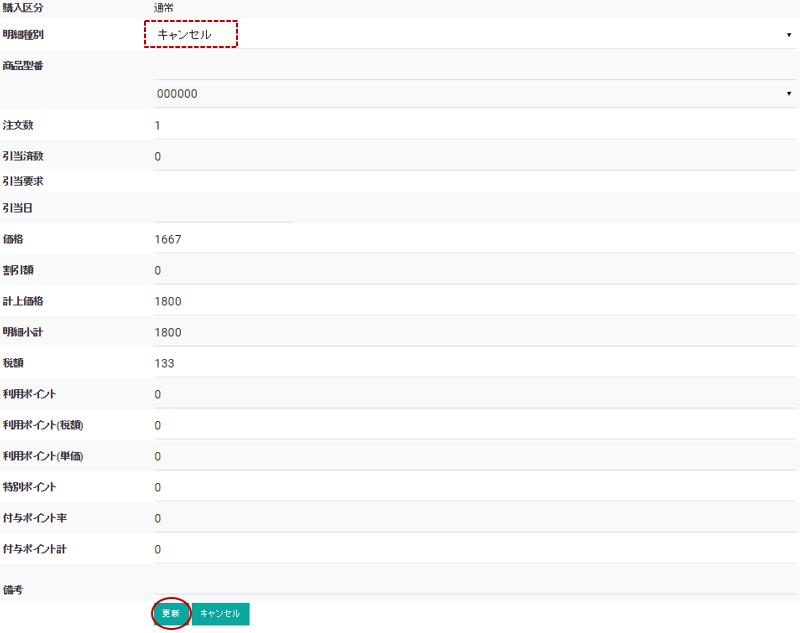 購入区分 通常
明細種別 キャンセル
商品型番
000000
注文数 1
引当済数 0
引当要求
引当日
価格 1667
割引額 0
計上価格 1800
明細小計 1800
税額 133
利用ポイント 0
利用ポイント(税額) 0
利用ポイント(単価) 0
特別ポイント 0
付与ポイント率 0
付与ポイント計 0
備考
更新 キャンセル